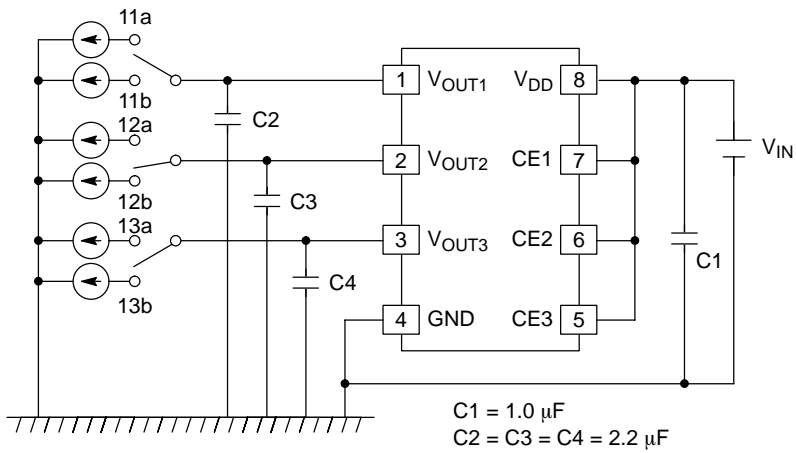 11a
11b
12a
12b
13a
13b
C2
C3
C4
1 VOUT1 VDD 8
2 VOUT2 CE1 7
3 VOUT3 CE2 6
4 GND CE3 5
C1
VIN
C1 = 1.0 μF
C2 = C3 = C4 = 2.2 μF